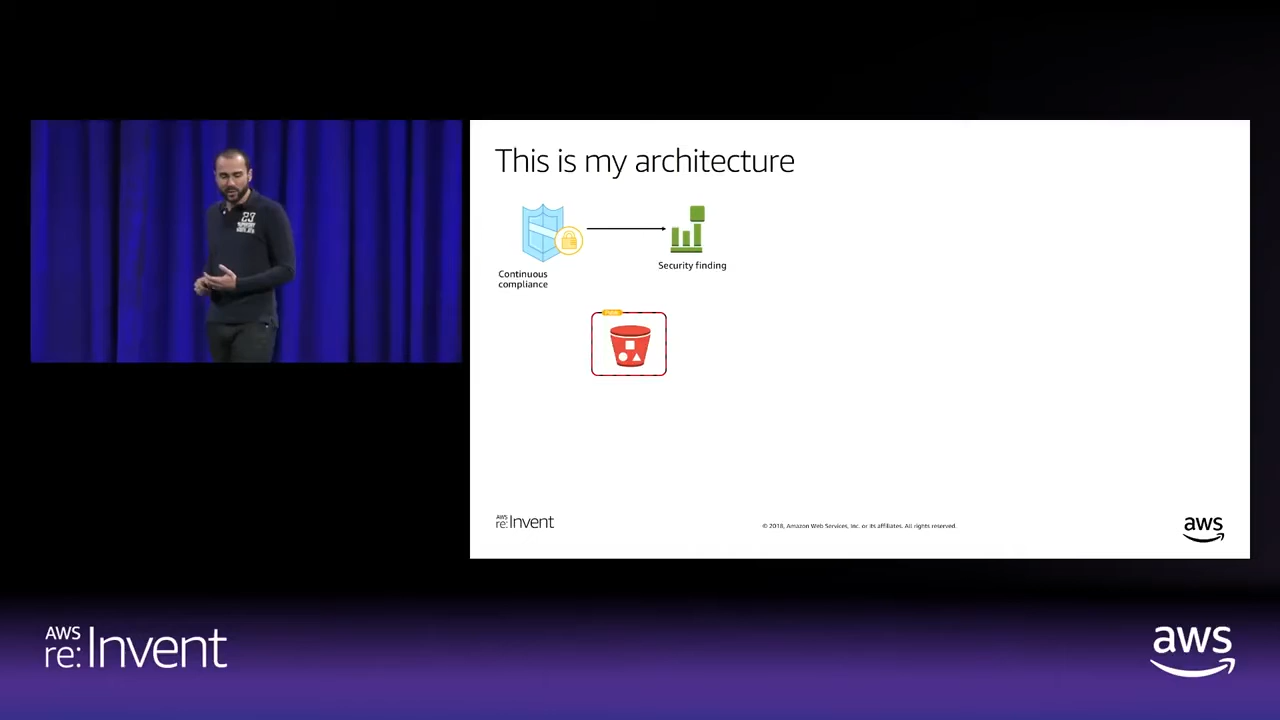 This is my architecture
Continuous
compliance
Security finding
AWS
re:Invent
© 2018, Amazon Web Services, Inc. or its affiliates. All rights reserved.
aws
AWS
re:Invent
aws